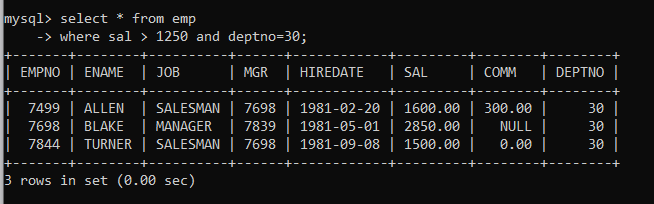 mysql> select * from emp
    -> where sal > 1250 and deptno=30;
+-------+--------+----------+------+------------+---------+--------+--------+
| EMPNO | ENAME  | JOB      | MGR  | HIREDATE   | SAL     | COMM   | DEPTNO |
+-------+--------+----------+------+------------+---------+--------+--------+
|  7499 | ALLEN  | SALESMAN | 7698 | 1981-02-20 | 1600.00 | 300.00 |     30 |
|  7698 | BLAKE  | MANAGER  | 7839 | 1981-05-01 | 2850.00 |   NULL |     30 |
|  7844 | TURNER | SALESMAN | 7698 | 1981-09-08 | 1500.00 |   0.00 |     30 |
+-------+--------+----------+------+------------+---------+--------+--------+
3 rows in set (0.00 sec)